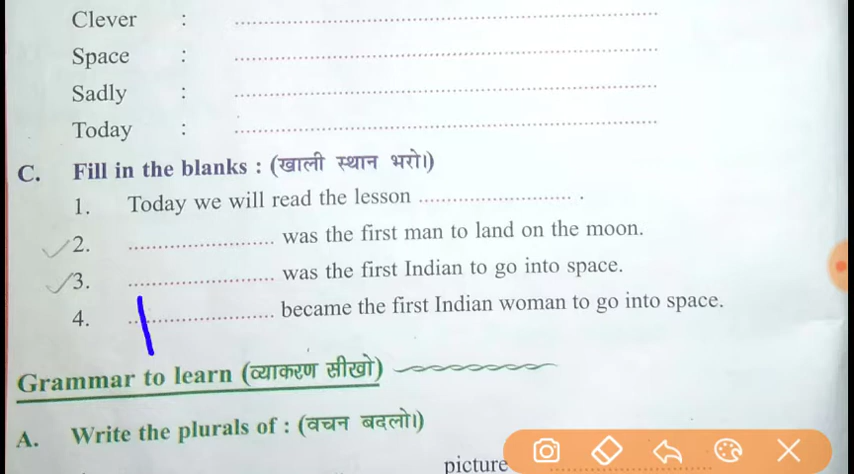 Clever : ..............................
Space : ..............................
Sadly : ..............................
Today : ..............................
C. Fill in the blanks : (खाली स्थान भरो।)
1. Today we will read the lesson .............................. .
2. .............................. was the first man to land on the moon.
3. .............................. was the first Indian to go into space.
4. .............................. became the first Indian woman to go into space.
Grammar to learn (व्याकरण सीखो)
A. Write the plurals of : (वचन बदलो।)
picture ..............................